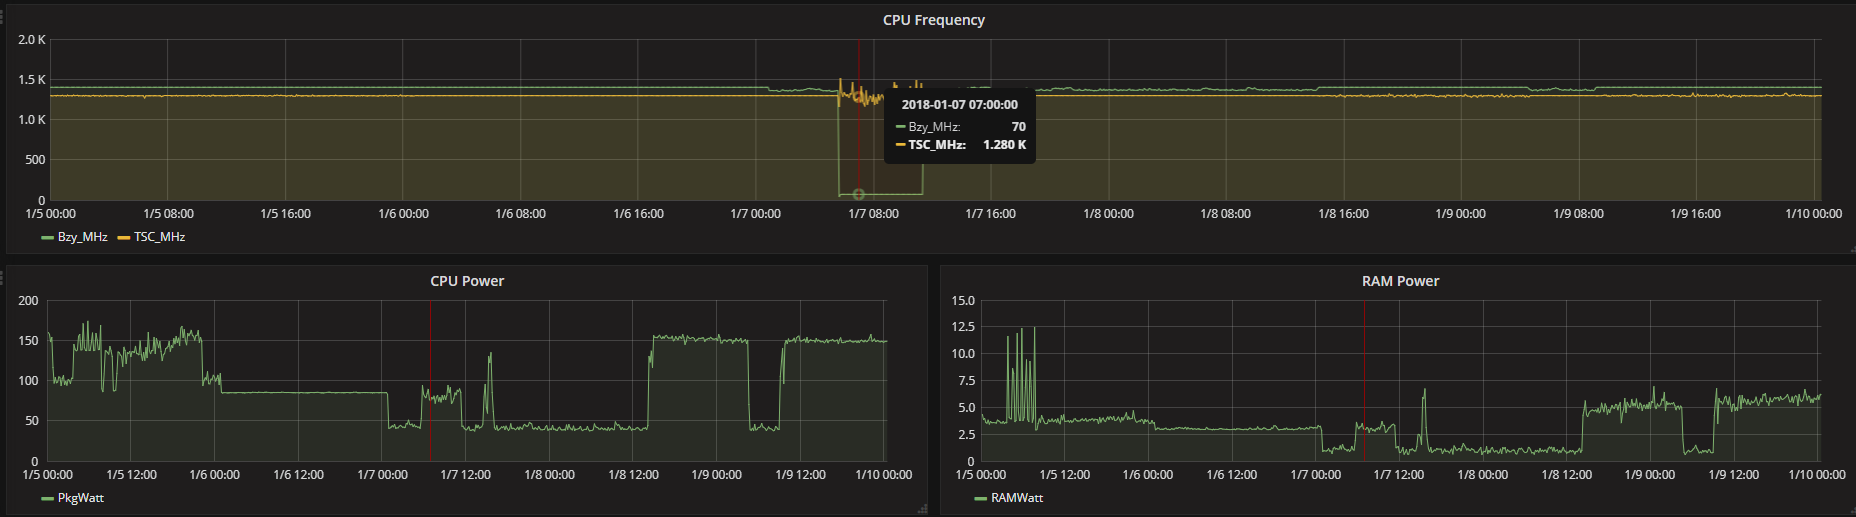 CPU Frequency
2.0 K
1.5 K
1.0 K
500
0
1/5 00:00 1/5 08:00 1/5 16:00 1/6 00:00 1/6 08:00 1/6 16:00 1/7 00:00 1/7 08:00 1/7 16:00 1/8 00:00 1/8 08:00 1/8 16:00 1/9 00:00 1/9 08:00 1/9 16:00 1/10 00:00
Bzy_MHz TSC_MHz
2018-01-07 07:00:00
Bzy_MHz: 70
TSC_MHz: 1.280 K
CPU Power
200
150
100
50
0
1/5 00:00 1/5 12:00 1/6 00:00 1/6 12:00 1/7 00:00 1/7 12:00 1/8 00:00 1/8 12:00 1/9 00:00 1/9 12:00 1/10 00:00
PkgWatt
RAM Power
15.0
12.5
10.0
7.5
5.0
2.5
0
1/5 00:00 1/5 12:00 1/6 00:00 1/6 12:00 1/7 00:00 1/7 12:00 1/8 00:00 1/8 12:00 1/9 00:00 1/9 12:00 1/10 00:00
RAMWatt